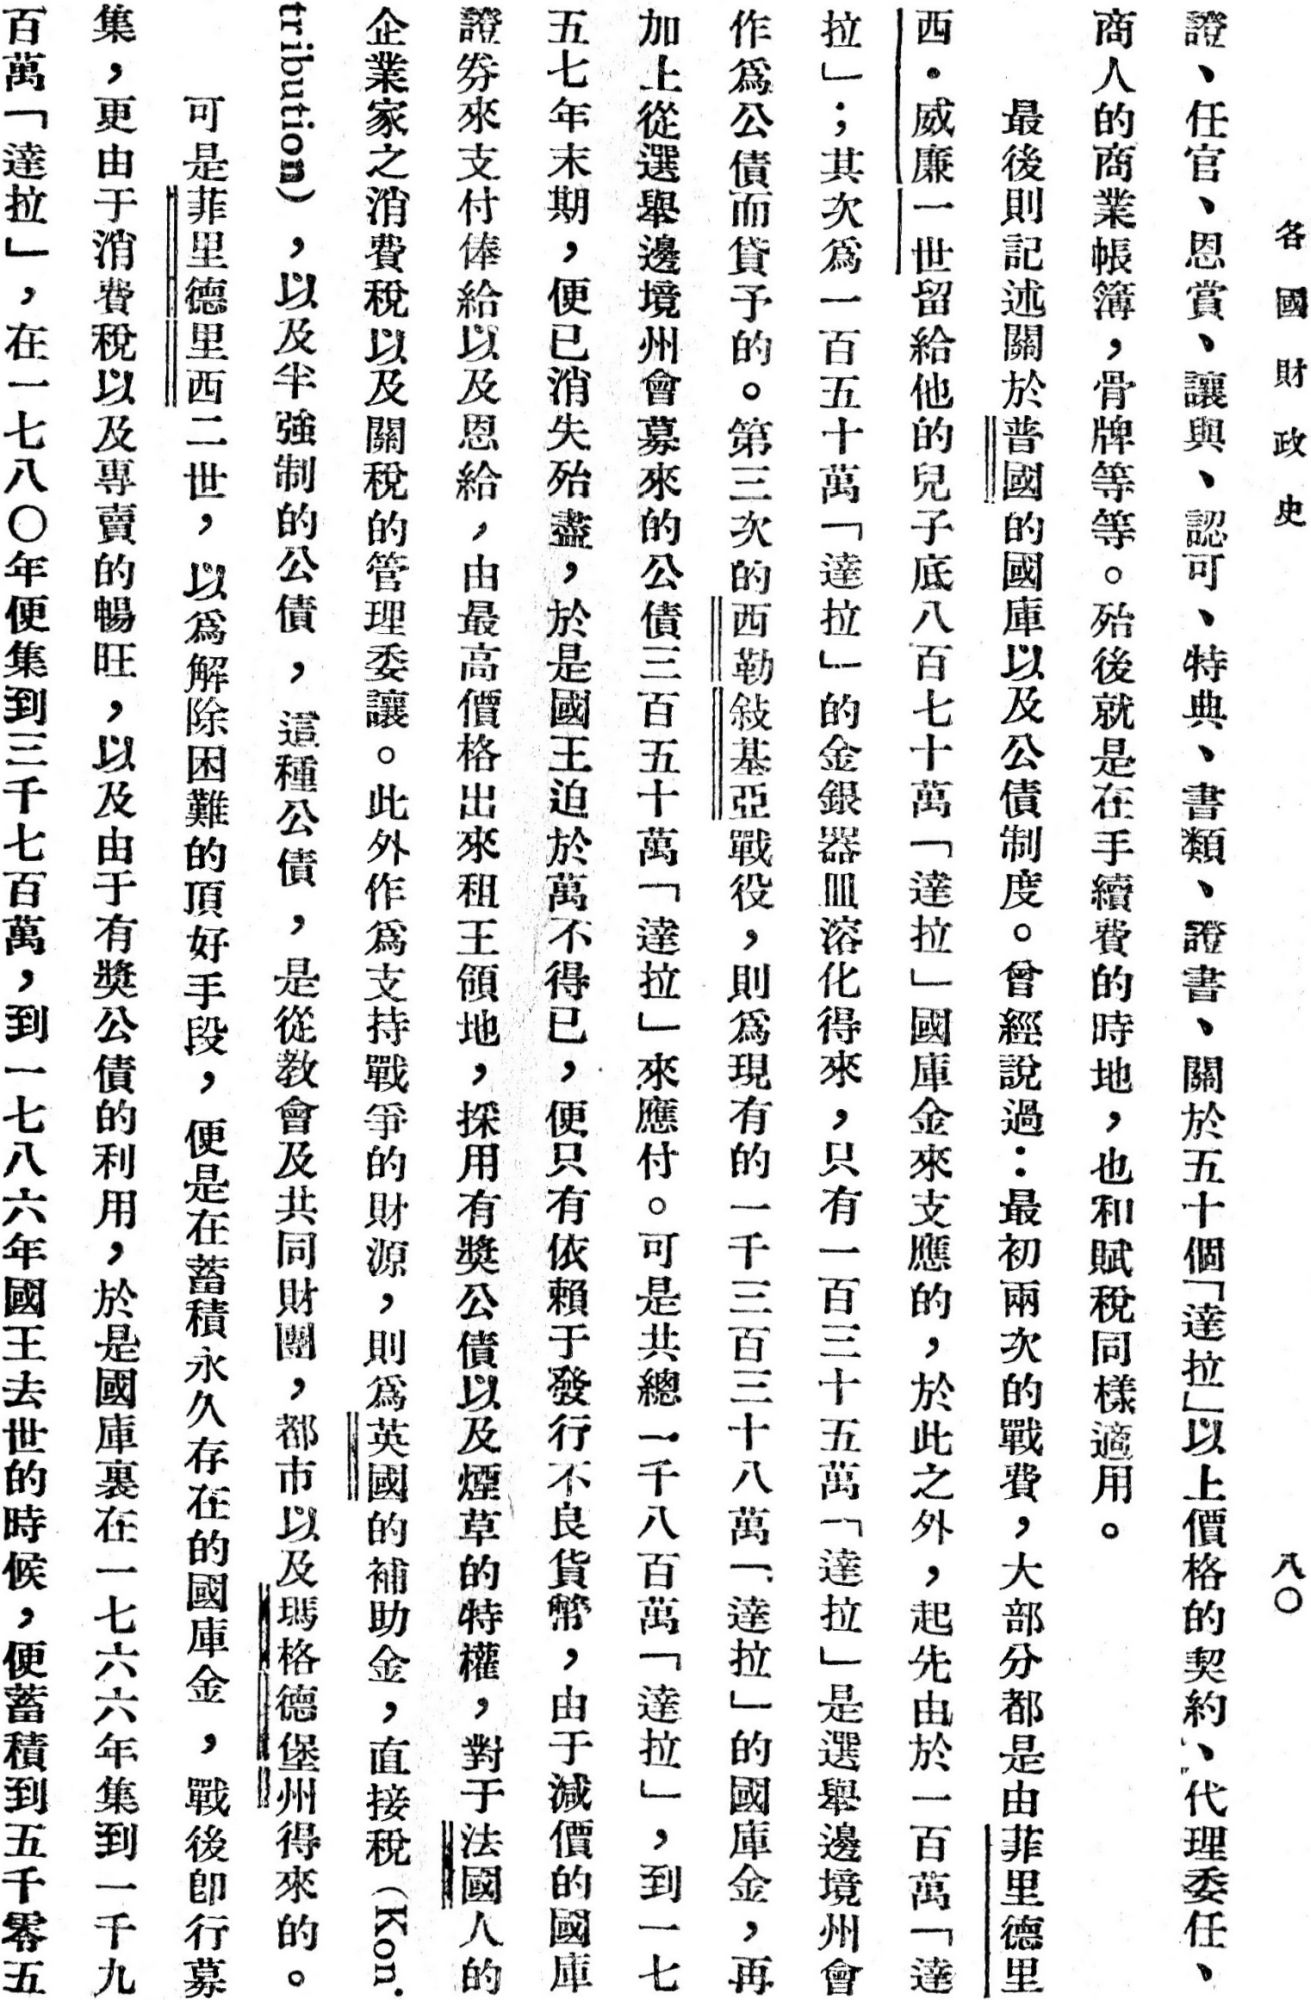 各國財政史
八〇
證、任官、恩賞、讓與、認可、特典、書類、證書、關於五十個「達拉」以上價格的契約、代理委任、
商人的商業帳簿，骨牌等等。殆後就是在手續費的時地，也和賦稅同樣適用。
最後則記述關於普國的國庫以及公債制度。曾經說過：最初兩次的戰費，大部分都是由菲里德里
西・威廉一世留給他的兒子底八百七十萬「達拉」國庫金來支應的，於此之外，起先由於一百萬「達
拉」；其次爲一百五十萬「達拉」的金銀器皿溶化得來，只有一百三十五萬「達拉」是選舉邊境州會
作爲公債而貸予的。第三次的西勒敍基亞戰役，則爲現有的一千三百三十八萬「達拉」的國庫金，再
加上從選舉邊境州會募來的公債三百五十萬「達拉」來應付。可是共總一千八百萬「達拉」，到一七
五七年末期，便已消失殆盡，於是國王迫於萬不得已，便只有依賴于發行不良貨幣，由于減價的國庫
證券來支付俸給以及恩給，由最高價格出來租王領地，採用有獎公債以及煙草的特權，對于法國人的
企業家之消費稅以及關稅的管理委讓。此外作爲支持戰爭的財源，則爲英國的補助金，直接稅（Kon.
tribution），以及半強制的公債，這種公債，是從教會及共同財團，都市以及瑪格德堡州得來的。
可是菲里德里西二世，以爲解除困難的頂好手段，便是在蓄積永久存在的國庫金，戰後卽行募
集，更由于消費稅以及專賣的暢旺，以及由于有獎公債的利用，於是國庫裏在一七六六年集到一千九
百萬「達拉」，在一七八〇年便集到三千七百萬，到一七八六年國王去世的時候，便蓄積到五千零五